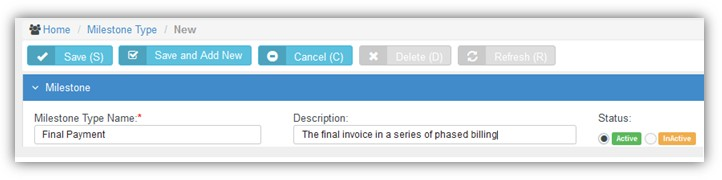 Home / Milestone Type / New
Save (S) Save and Add New Cancel (C) Delete (D) Refresh (R)
Milestone
Milestone Type Name:* Description: Status:
Final Payment The final invoice in a series of phased billing Active InActive